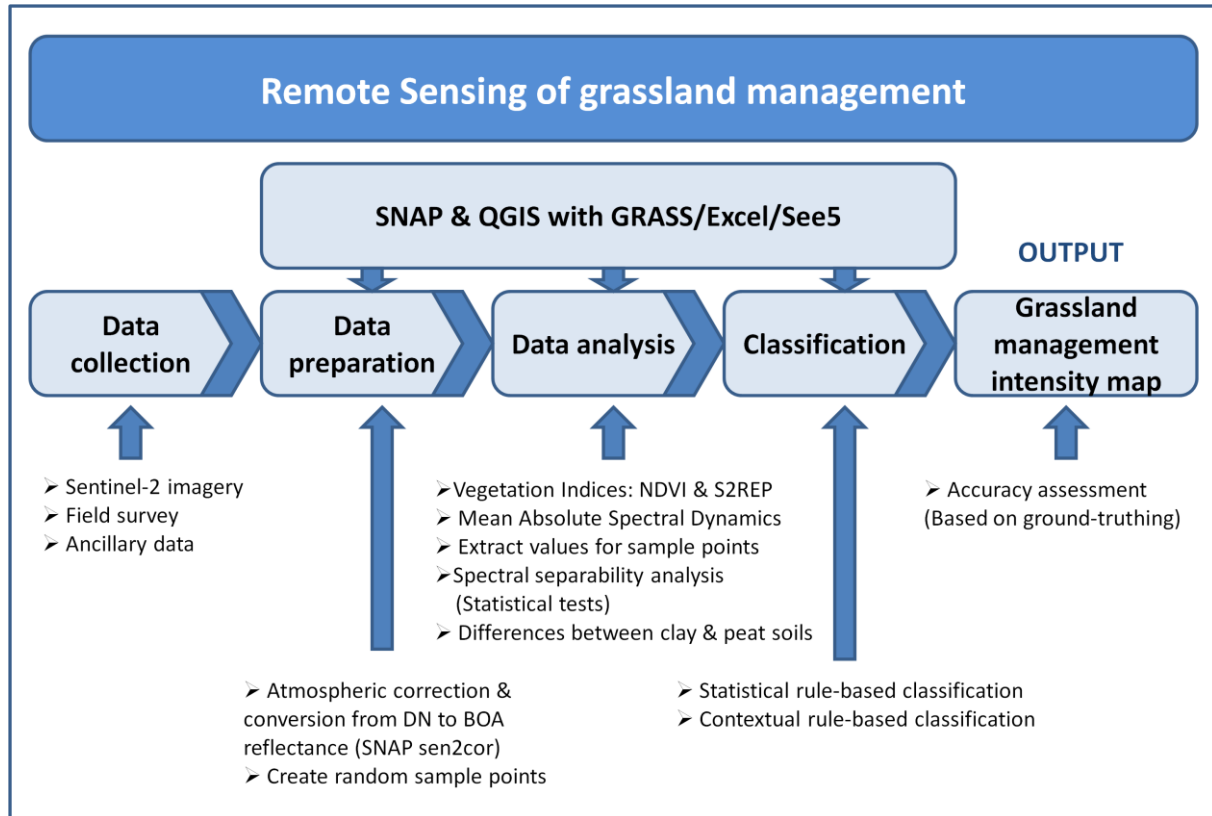 Remote Sensing of grassland management
SNAP & QGIS with GRASS/Excel/See5
OUTPUT
Data
collection
Data
preparation
Data analysis
Classification
Grassland
management
intensity map
➢ Sentinel-2 imagery
➢ Field survey
➢ Ancillary data
➢ Vegetation Indices: NDVI & S2REP
➢ Mean Absolute Spectral Dynamics
➢ Extract values for sample points
➢ Spectral separability analysis
(Statistical tests)
➢ Differences between clay & peat soils
➢ Accuracy assessment
(Based on ground-truthing)
➢ Atmospheric correction &
conversion from DN to BOA
reflectance (SNAP sen2cor)
➢ Create random sample points
➢ Statistical rule-based classification
➢ Contextual rule-based classification